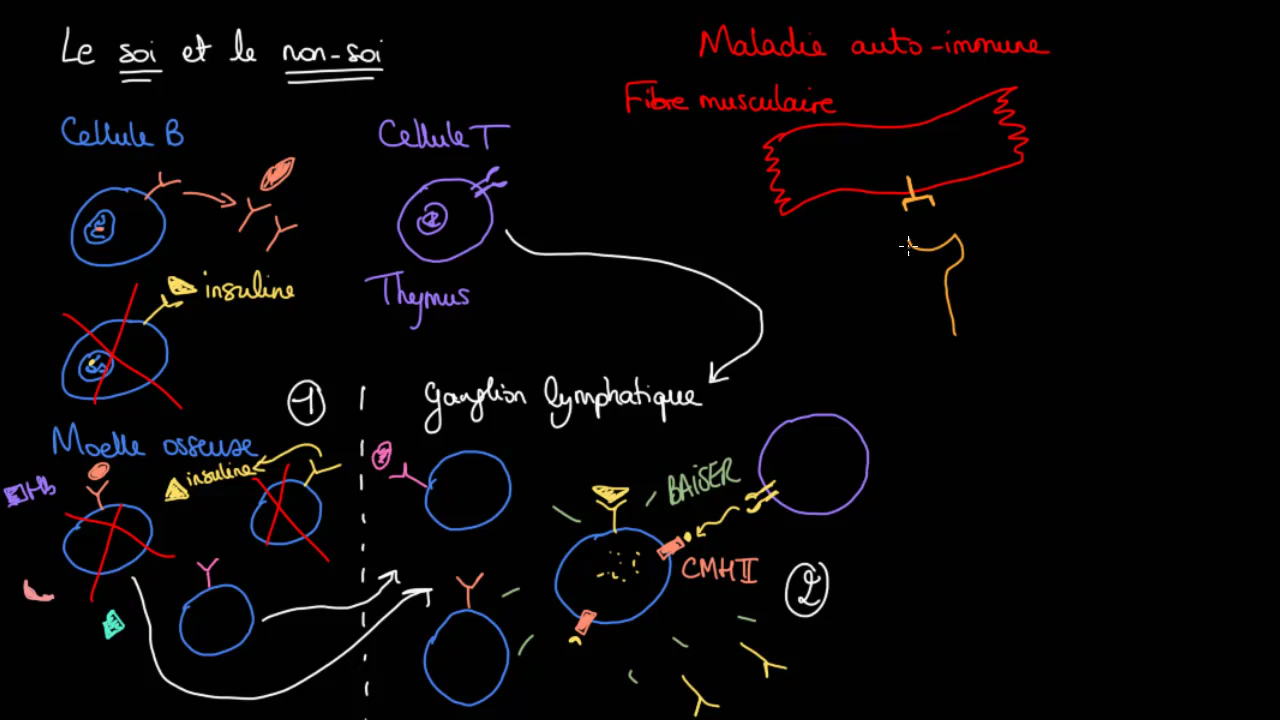 Le soi et le non-soi
Maladie auto-immune
Fibre musculaire
Cellule B
Cellule T
insuline
Thymus
1
Ganglion lymphatique
Moelle osseuse
insuline
Hb
BAISER
CMH II
2